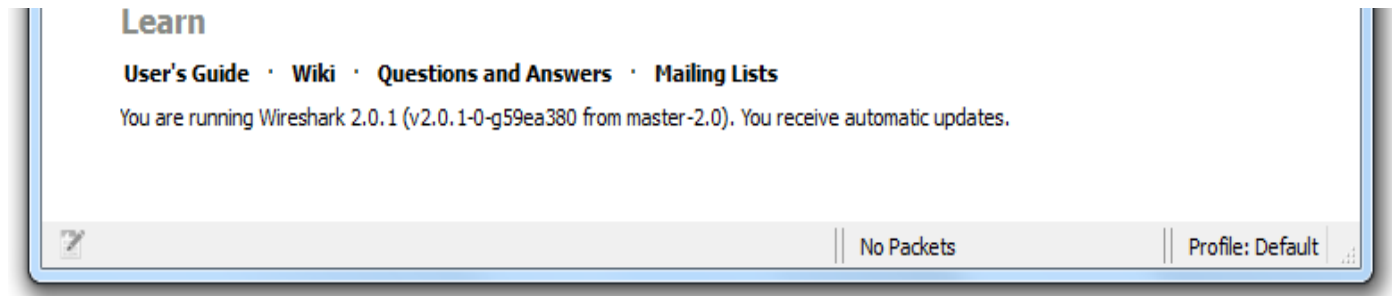 Learn
User's Guide · Wiki · Questions and Answers · Mailing Lists
You are running Wireshark 2.0.1 (v2.0.1-0-g59ea380 from master-2.0). You receive automatic updates.
No Packets Profile: Default